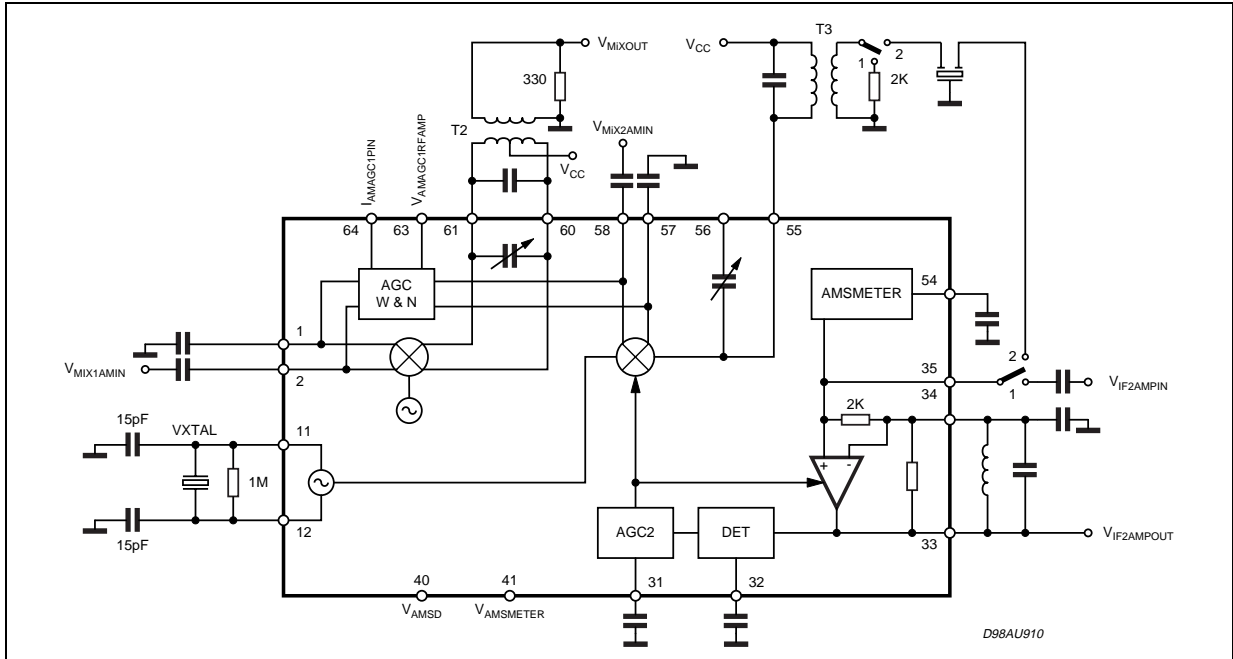 T3
VMiXOUT
VCC
2
1
330
2K
T2
VMiX2AMIN
VCC
IAMAGC1PIN
VAMAGC1RFAMP
64
63
61
60
58
57
56
55
AGC
W & N
AMSMETER
54
1
VMIX1AMIN
2
2
35
34
1
VIF2AMPIN
15pF
VXTAL
11
2K
+
-
1M
12
15pF
AGC2
DET
33
VIF2AMPOUT
40
41
31
32
VAMSD
VAMSMETER
D98AU910